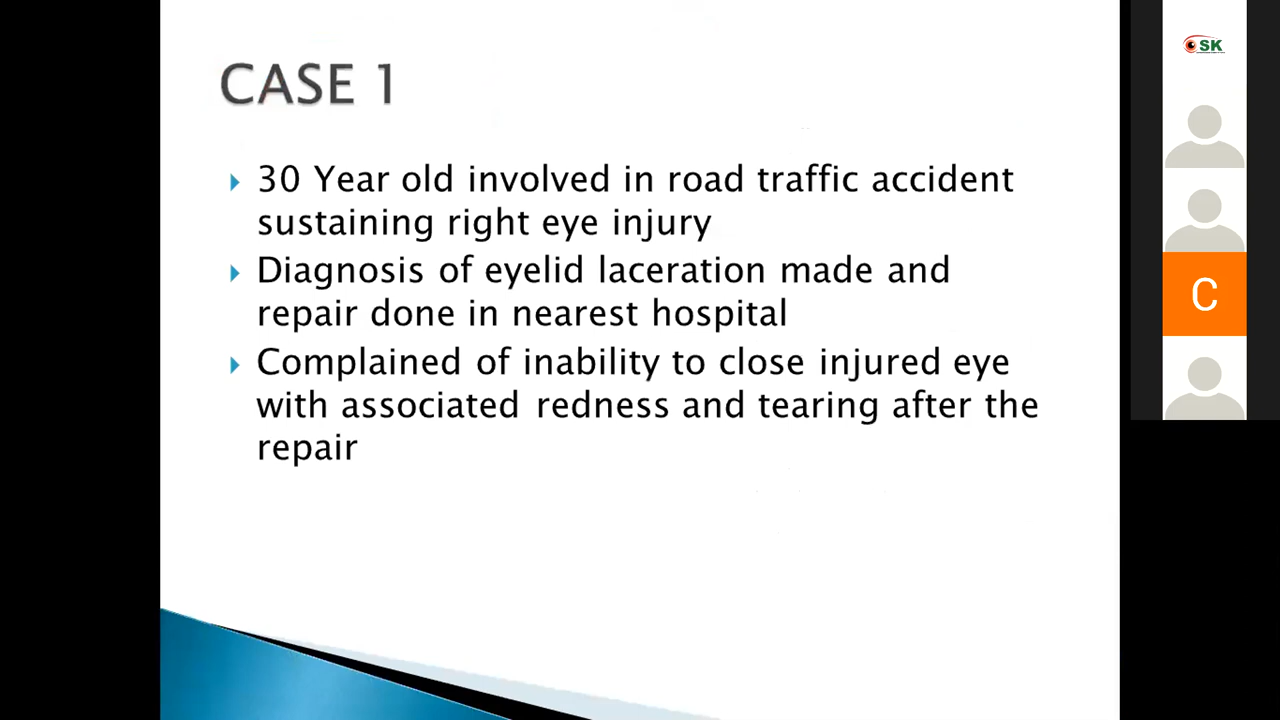 CASE 1
30 Year old involved in road traffic accident
sustaining right eye injury
Diagnosis of eyelid laceration made and
repair done in nearest hospital
Complained of inability to close injured eye
with associated redness and tearing after the
repair
SK
C